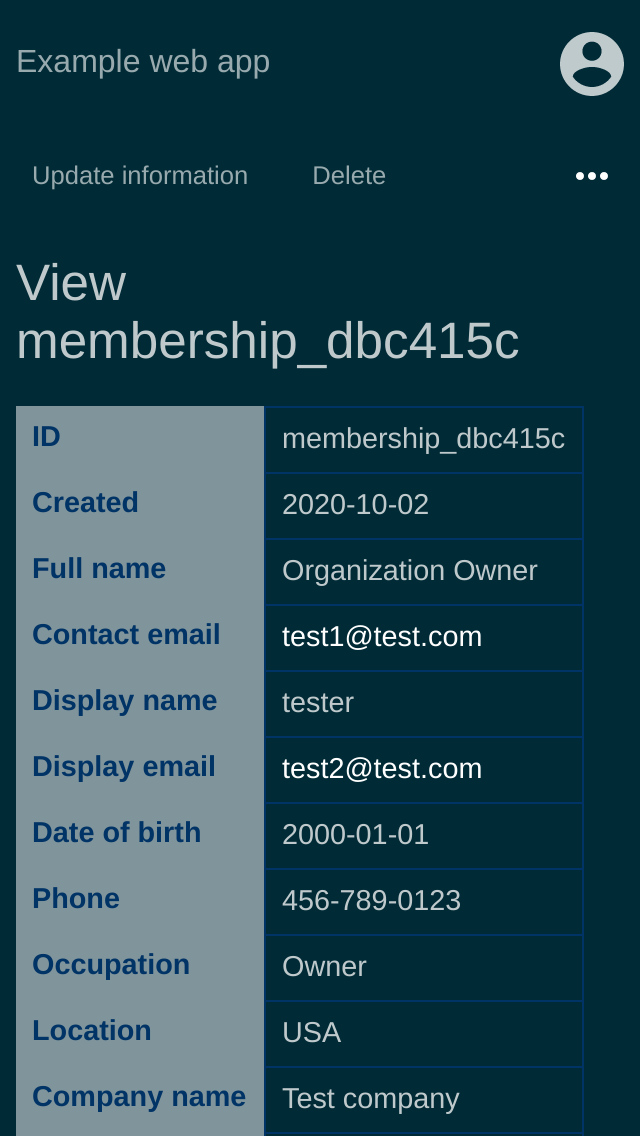 Example web app
Update information Delete
View
membership_dbc415c
ID membership_dbc415c
Created 2020-10-02
Full name Organization Owner
Contact email test1@test.com
Display name tester
Display email test2@test.com
Date of birth 2000-01-01
Phone 456-789-0123
Occupation Owner
Location USA
Company name Test company